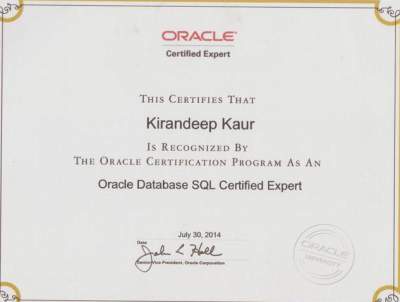 ORACLE
Certified Expert
THIS CERTIFIES THAT
Kirandeep Kaur
IS RECOGNIZED BY
THE ORACLE CERTIFICATION PROGRAM AS AN
Oracle Database SQL Certified Expert
July 30, 2014
Date
John L. Hall
Senior Vice-President, Oracle Corporation
ORACLE
UNIVERSITY